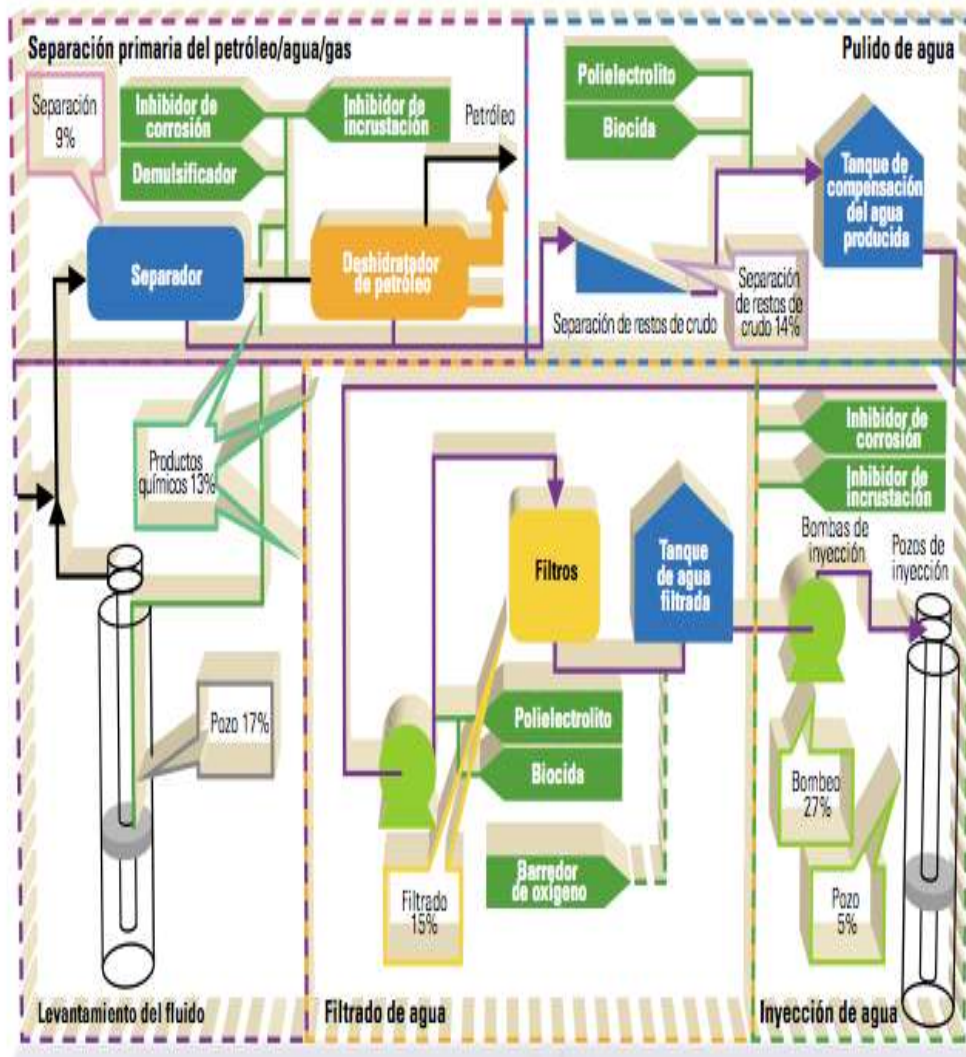 Separación primaria del petróleo/agua/gas
Separación
9%
Inhibidor de
corrosión
Inhibidor de
incrustación
Demulsificador
Petróleo
Separador
Deshidratador
de petróleo
Pulido de agua
Polielectrolito
Biocida
Tanque de
compensación
del agua
producida
Separación de restos de crudo
Separación
de restos de
crudo 14%
Productos
químicos 13%
Pozo 17%
Levantamiento del fluido
Filtros
Tanque
de agua
filtrada
Polielectrolito
Biocida
Barredor
de oxígeno
Filtrado
15%
Filtrado de agua
Inhibidor de
corrosión
Inhibidor de
incrustación
Bombas de
inyección
Pozos de
inyección
Bombeo
27%
Pozo
5%
Inyección de agua